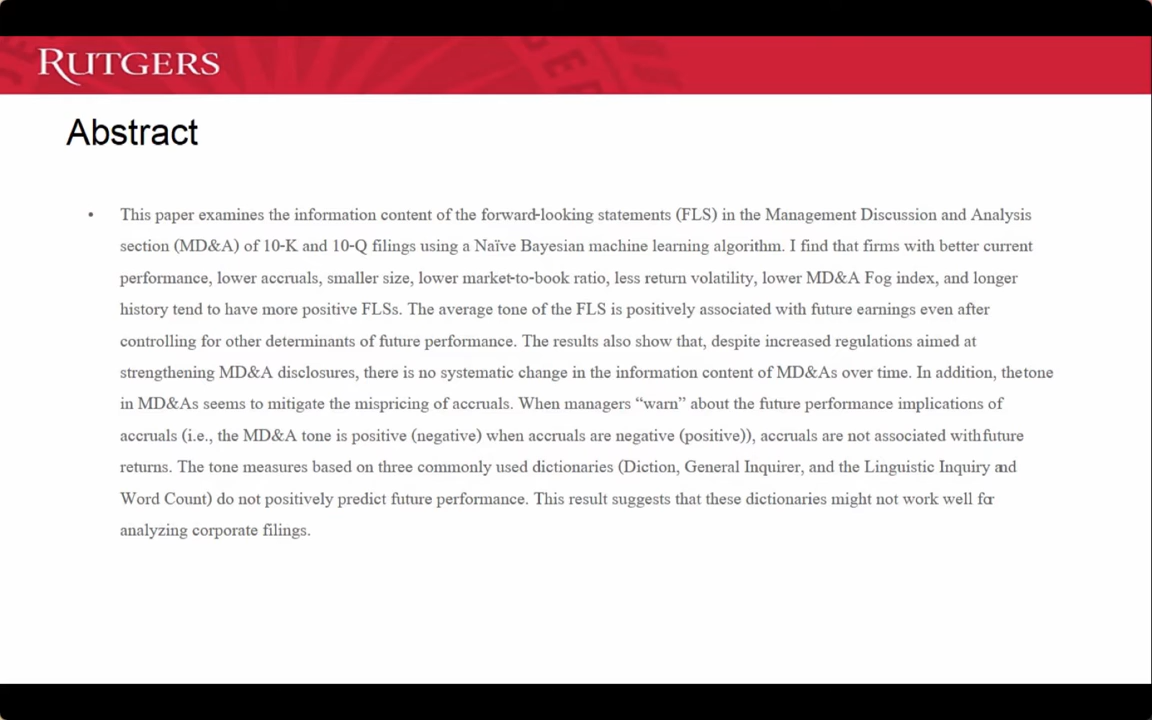 RUTGERS
Abstract
• This paper examines the information content of the forward-looking statements (FLS) in the Management Discussion and Analysis
section (MD&A) of 10-K and 10-Q filings using a Naïve Bayesian machine learning algorithm. I find that firms with better current
performance, lower accruals, smaller size, lower market-to-book ratio, less return volatility, lower MD&A Fog index, and longer
history tend to have more positive FLSs. The average tone of the FLS is positively associated with future earnings even after
controlling for other determinants of future performance. The results also show that, despite increased regulations aimed at
strengthening MD&A disclosures, there is no systematic change in the information content of MD&As over time. In addition, the tone
in MD&As seems to mitigate the mispricing of accruals. When managers “warn” about the future performance implications of
accruals (i.e., the MD&A tone is positive (negative) when accruals are negative (positive)), accruals are not associated with future
returns. The tone measures based on three commonly used dictionaries (Diction, General Inquirer, and the Linguistic Inquiry and
Word Count) do not positively predict future performance. This result suggests that these dictionaries might not work well for
analyzing corporate filings.